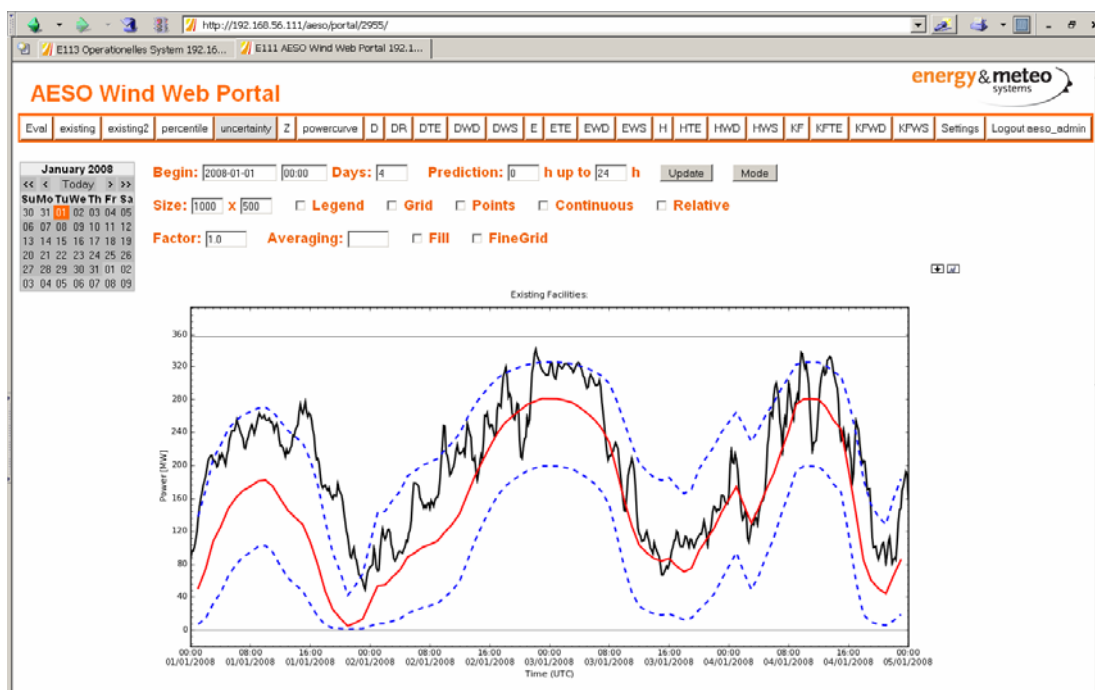 http://192.168.56.111/aeso/portal/2955/
E113 Operationelles System 192.16... E111 AESO Wind Web Portal 192.1...
energy & meteo
systems
AESO Wind Web Portal
Eval existing existing2 percentile uncertainty Z powercurve D DR DTE DWD DWS E ETE EWD EWS H HTE HWD HWS KF KFTE KFWD KFWS Settings Logout aeso_admin
January 2008
<< < Today > >>
Su Mo Tu We Th Fr Sa
30 31 01 02 03 04 05
06 07 08 09 10 11 12
13 14 15 16 17 18 19
20 21 22 23 24 25 26
27 28 29 30 31 01 02
03 04 05 06 07 08 09
Begin: 2008-01-01 00:00 Days: 4 Prediction: 0 h up to 24 h Update Mode
Size: 1000 x 500 Legend Grid Points Continuous Relative
Factor: 1.0 Averaging: Fill FineGrid
Existing Facilities:
360
320
280
240
200
160
120
80
40
0
Power [MW]
00:00 08:00 16:00 00:00 08:00 16:00 00:00 08:00 16:00 00:00 08:00 16:00 00:00
01/01/2008 01/01/2008 01/01/2008 02/01/2008 02/01/2008 02/01/2008 03/01/2008 03/01/2008 03/01/2008 04/01/2008 04/01/2008 04/01/2008 05/01/2008
Time (UTC)